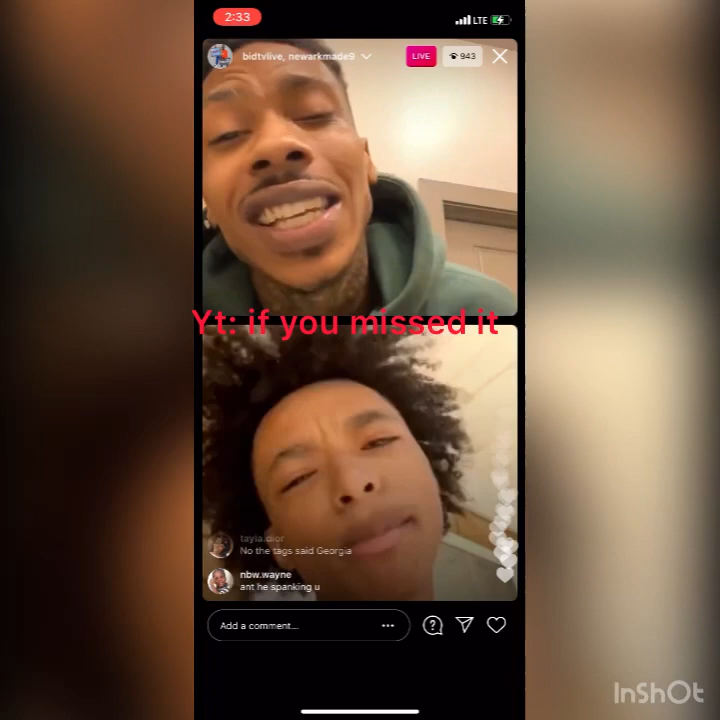 2:33
LTE
bidtvlive, newarkmade9
LIVE
943
Yt: if you missed it
tayla.dior
No the tags said Georgia
nbw.wayne
ant he spanking u
Add a comment...
InShOt